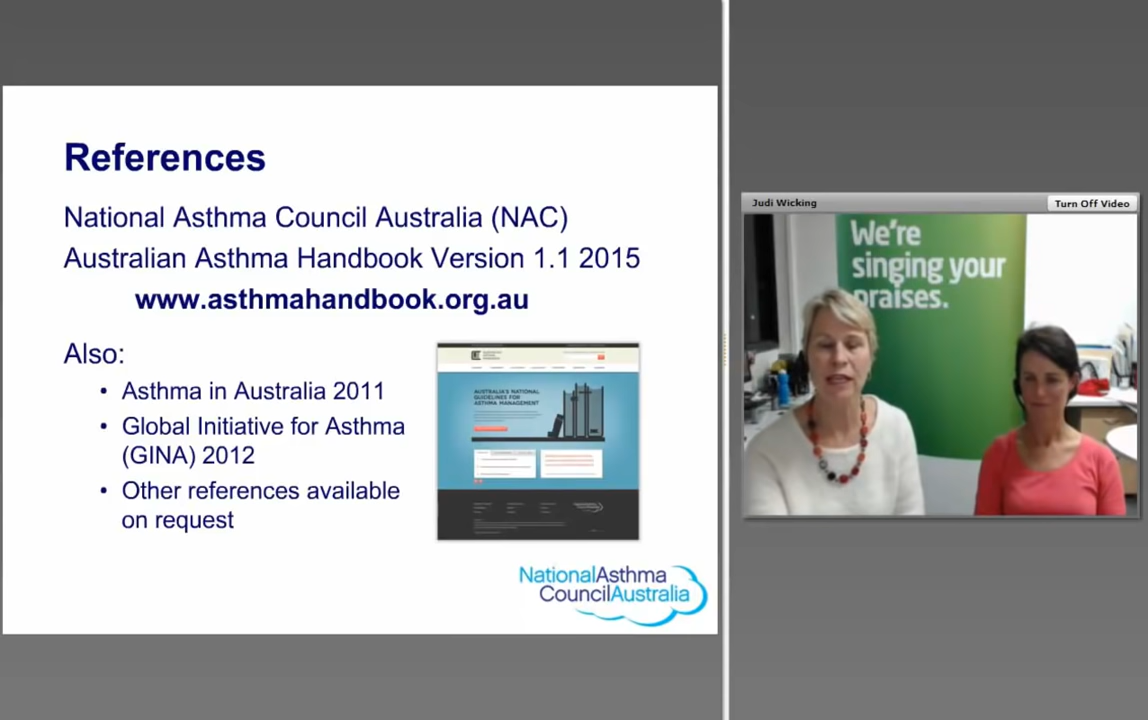 References
National Asthma Council Australia (NAC)
Australian Asthma Handbook Version 1.1 2015
www.asthmahandbook.org.au
Also:
• Asthma in Australia 2011
• Global Initiative for Asthma
(GINA) 2012
• Other references available
on request
AUSTRALIA'S NATIONAL
GUIDELINES FOR
ASTHMA MANAGEMENT
NationalAsthma
CouncilAustralia
Judi Wicking
Turn Off Video
We're
singing your
praises.